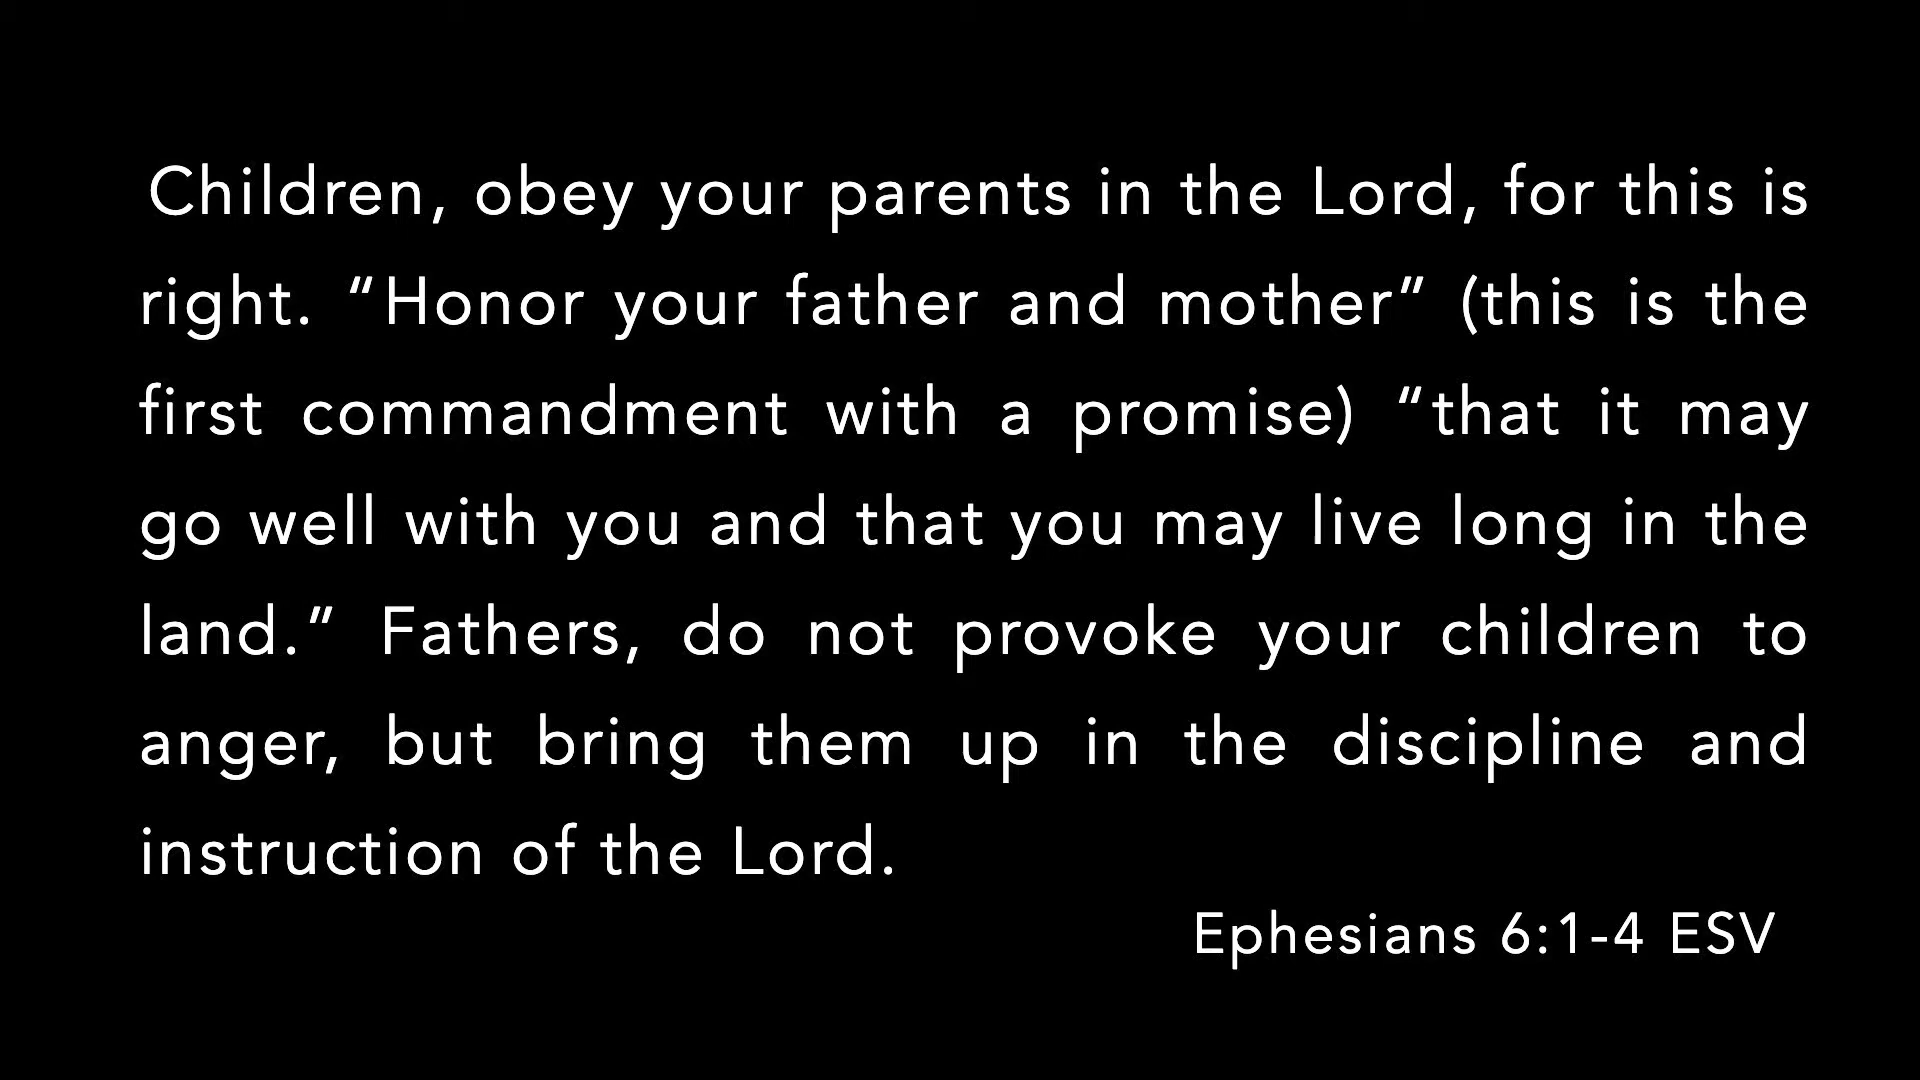 Children, obey your parents in the Lord, for this is
right. “Honor your father and mother” (this is the
first commandment with a promise) “that it may
go well with you and that you may live long in the
land.” Fathers, do not provoke your children to
anger, but bring them up in the discipline and
instruction of the Lord.
Ephesians 6:1-4 ESV